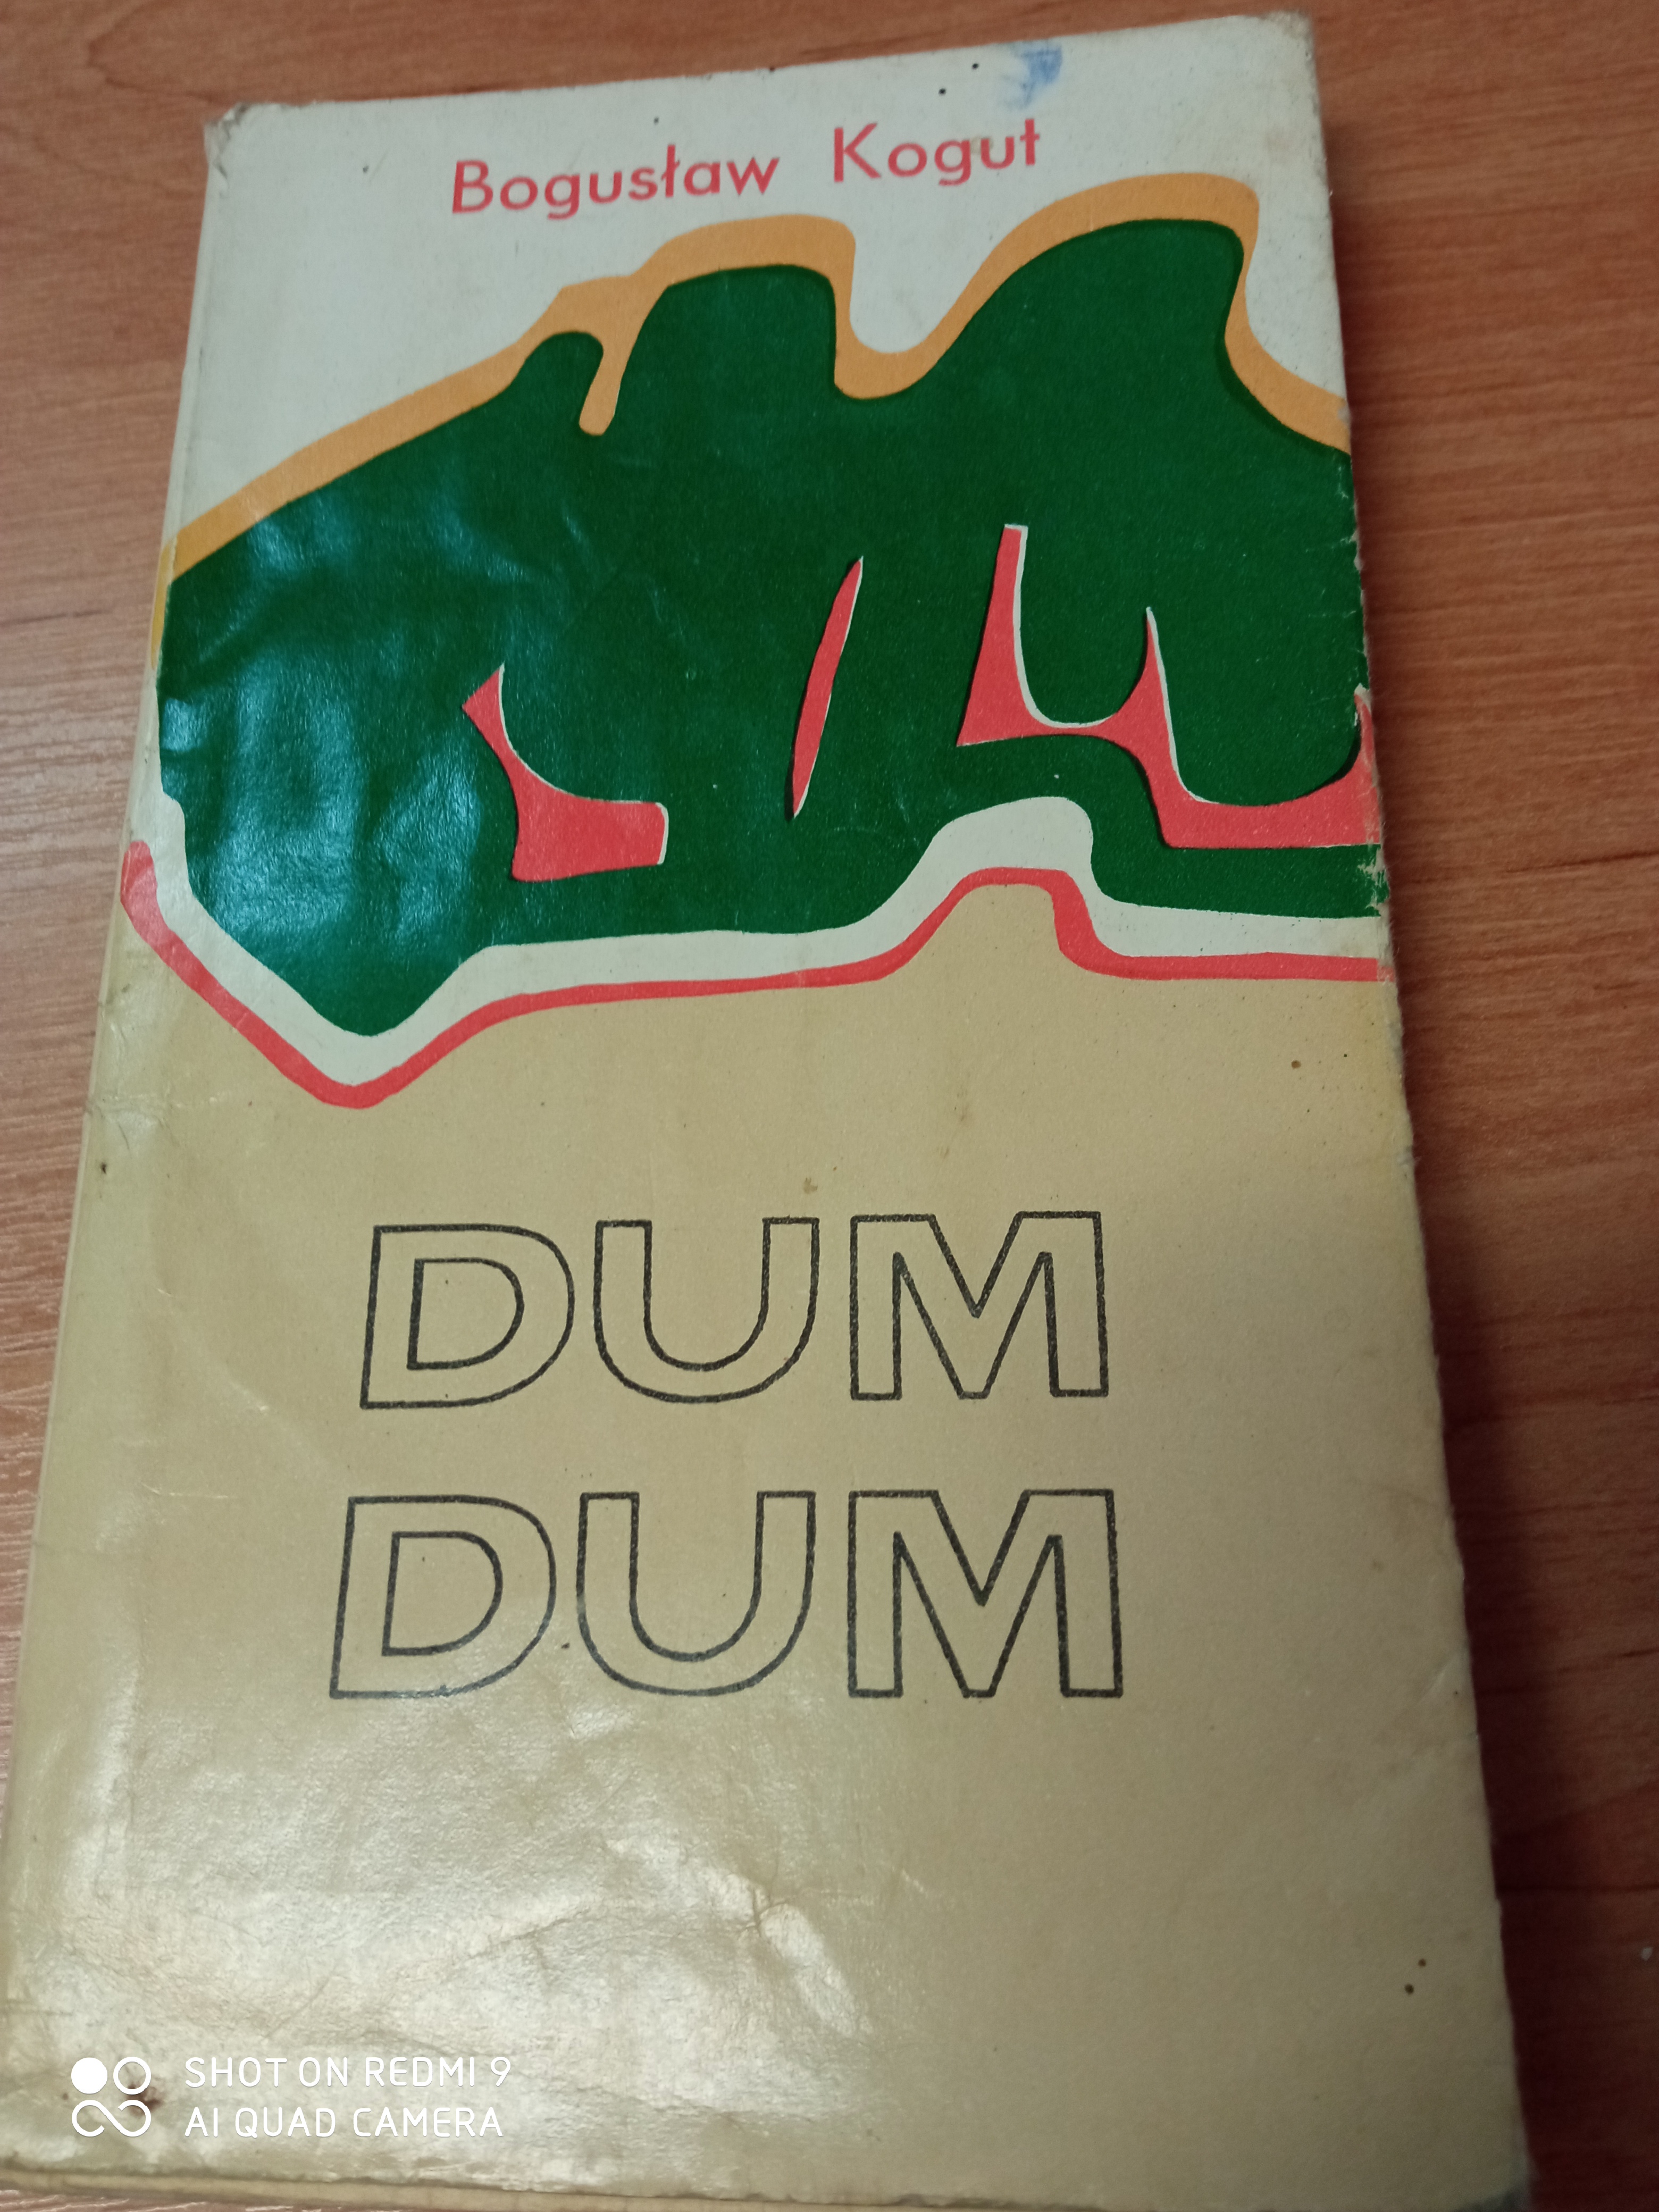 Bogusław Kogut
DUM
DUM
SHOT ON REDMI 9
AI QUAD CAMERA